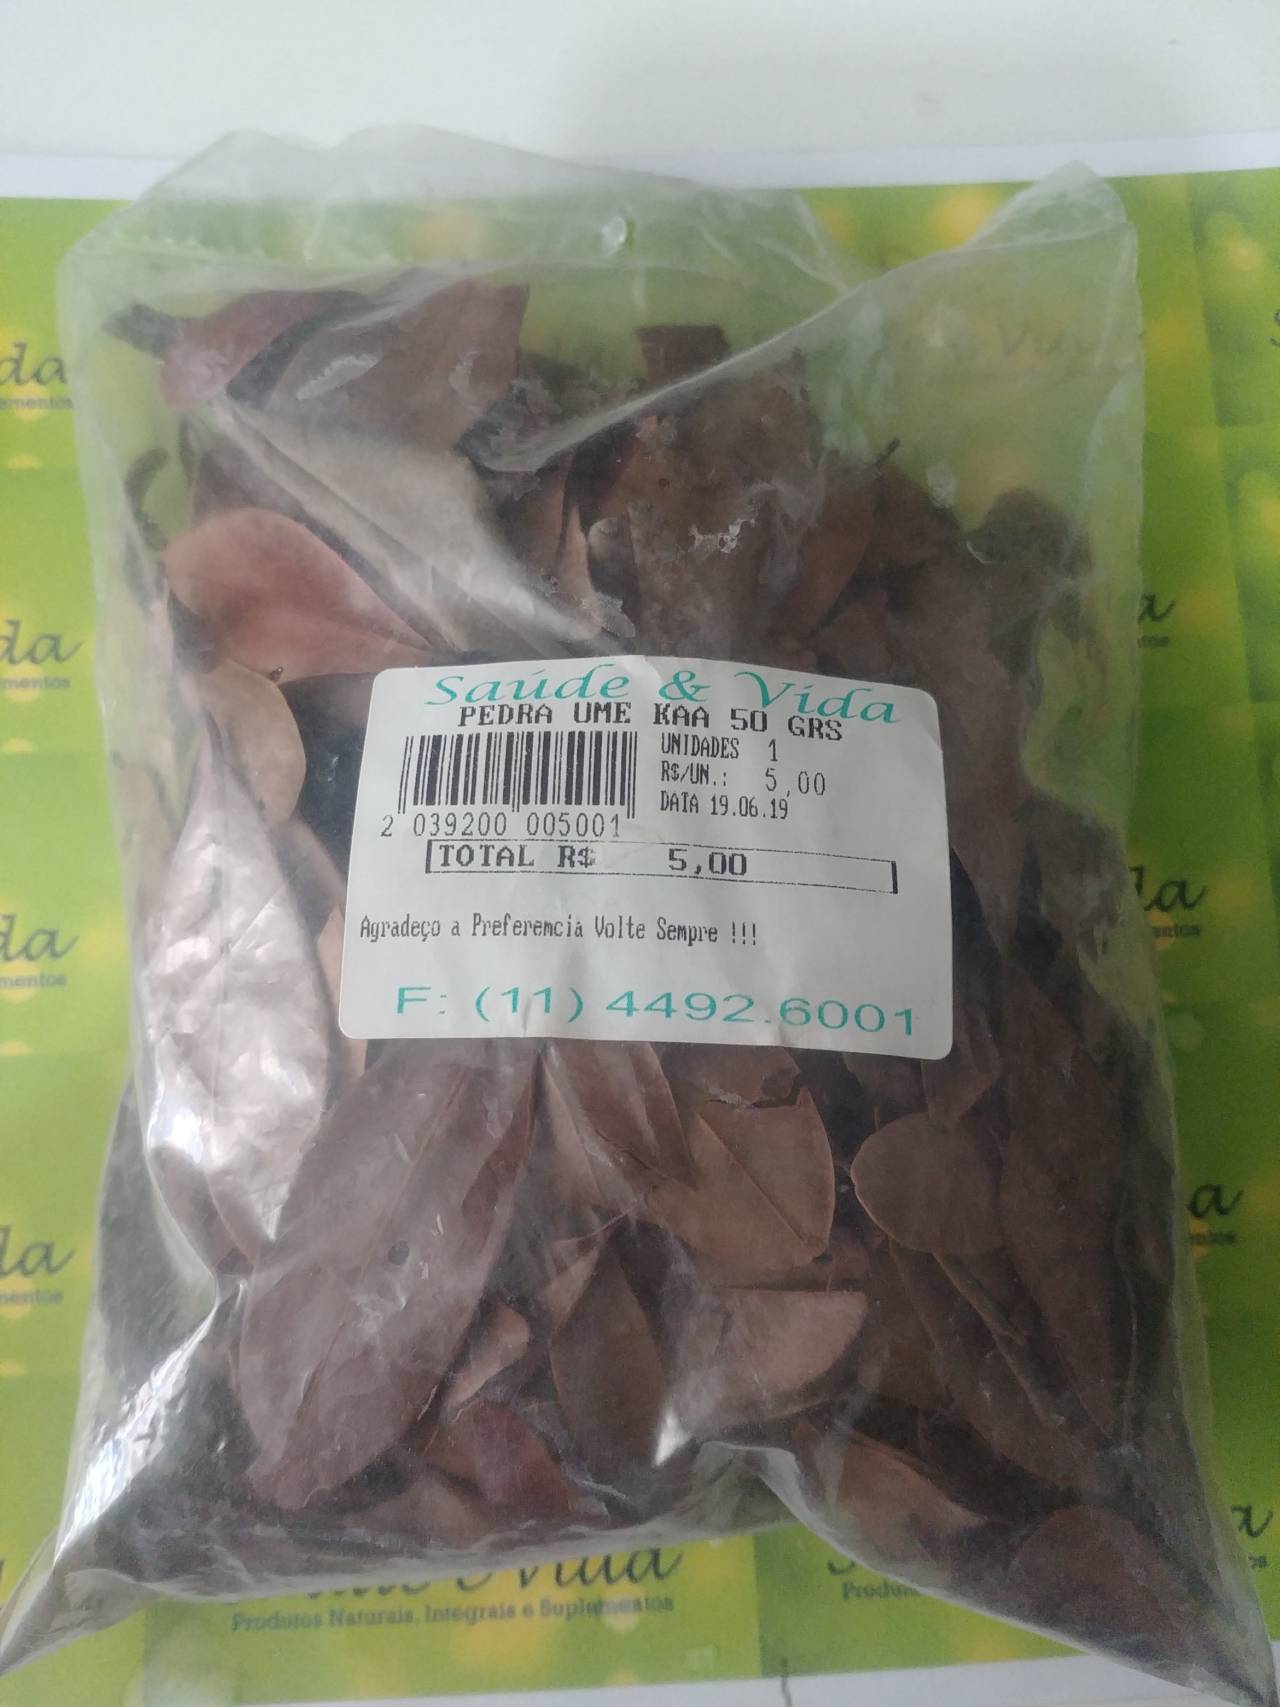 Saúde & Vida
PEDRA UME KAA 50 GRS
UNIDADES 1
R$/UN.: 5,00
DATA 19.06.19
2 039200 005001
TOTAL R$ 5,00
Agradeço a Preferemcia Volte Sempre !!!
F: (11) 4492.6001
Produtos Naturais, Integrais e Suplementos